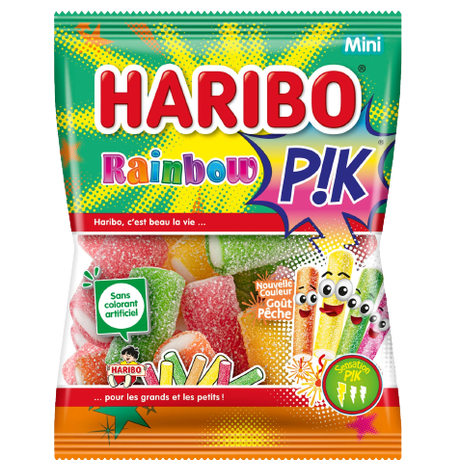 Mini
HARIBO®
Rainbow
P!K®
Haribo, c'est beau la vie ...
Sans
colorant
artificiel
Nouvelle
Couleur
Goût
Pêche
HARIBO
Sensation
P!K
... pour les grands et les petits !